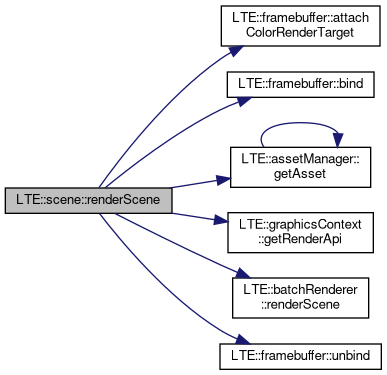 LTE::framebuffer::attach
ColorRenderTarget
LTE::framebuffer::bind
LTE::assetManager::
getAsset
LTE::scene::renderScene
LTE::graphicsContext
::getRenderApi
LTE::batchRenderer
::renderScene
LTE::framebuffer::unbind